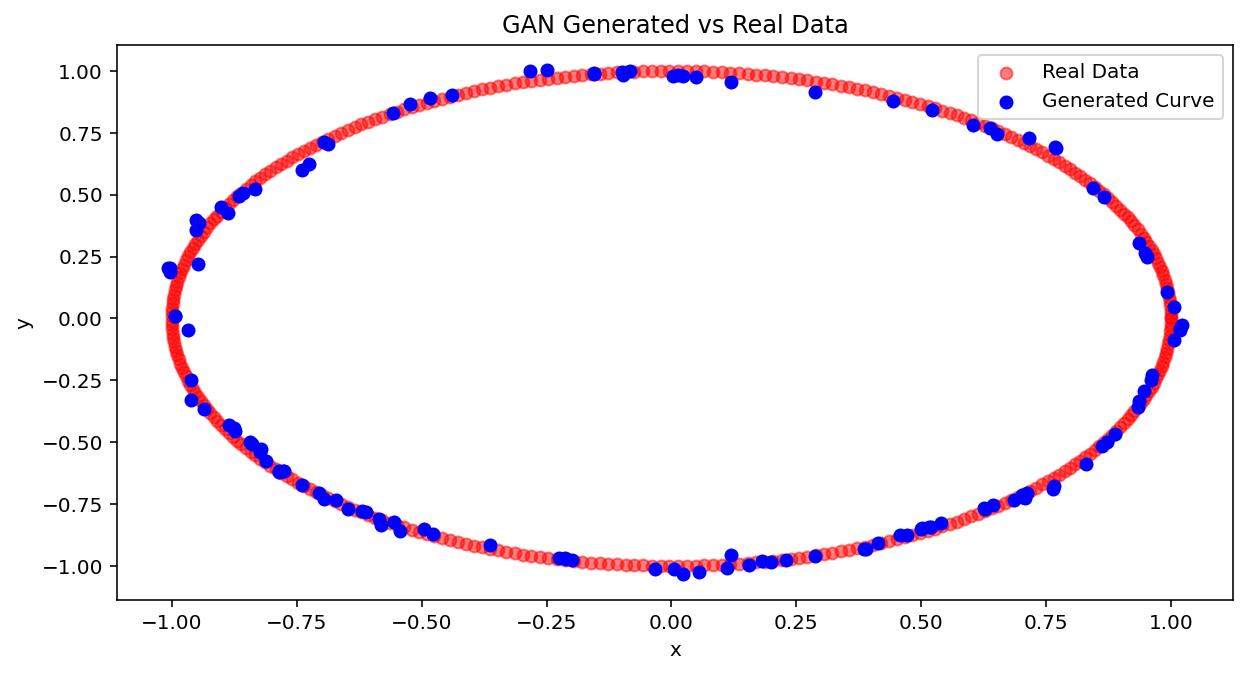 GAN Generated vs Real Data
Real Data
Generated Curve
1.00
0.75
0.50
0.25
0.00
−0.25
−0.50
−0.75
−1.00
y
−1.00 −0.75 −0.50 −0.25 0.00 0.25 0.50 0.75 1.00
x